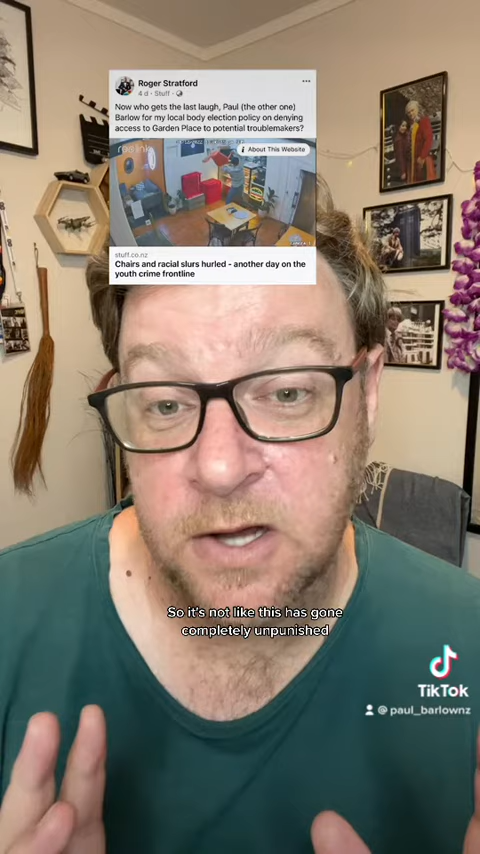 Roger Stratford
4 d · Stuff ·
Now who gets the last laugh, Paul (the other one)
Barlow for my local body election policy on denying
access to Garden Place to potential troublemakers?
reolink
About This Website
stuff.co.nz
Chairs and racial slurs hurled - another day on the
youth crime frontline
So it's not like this has gone
completely unpunished
TikTok
@ paul_barlownz